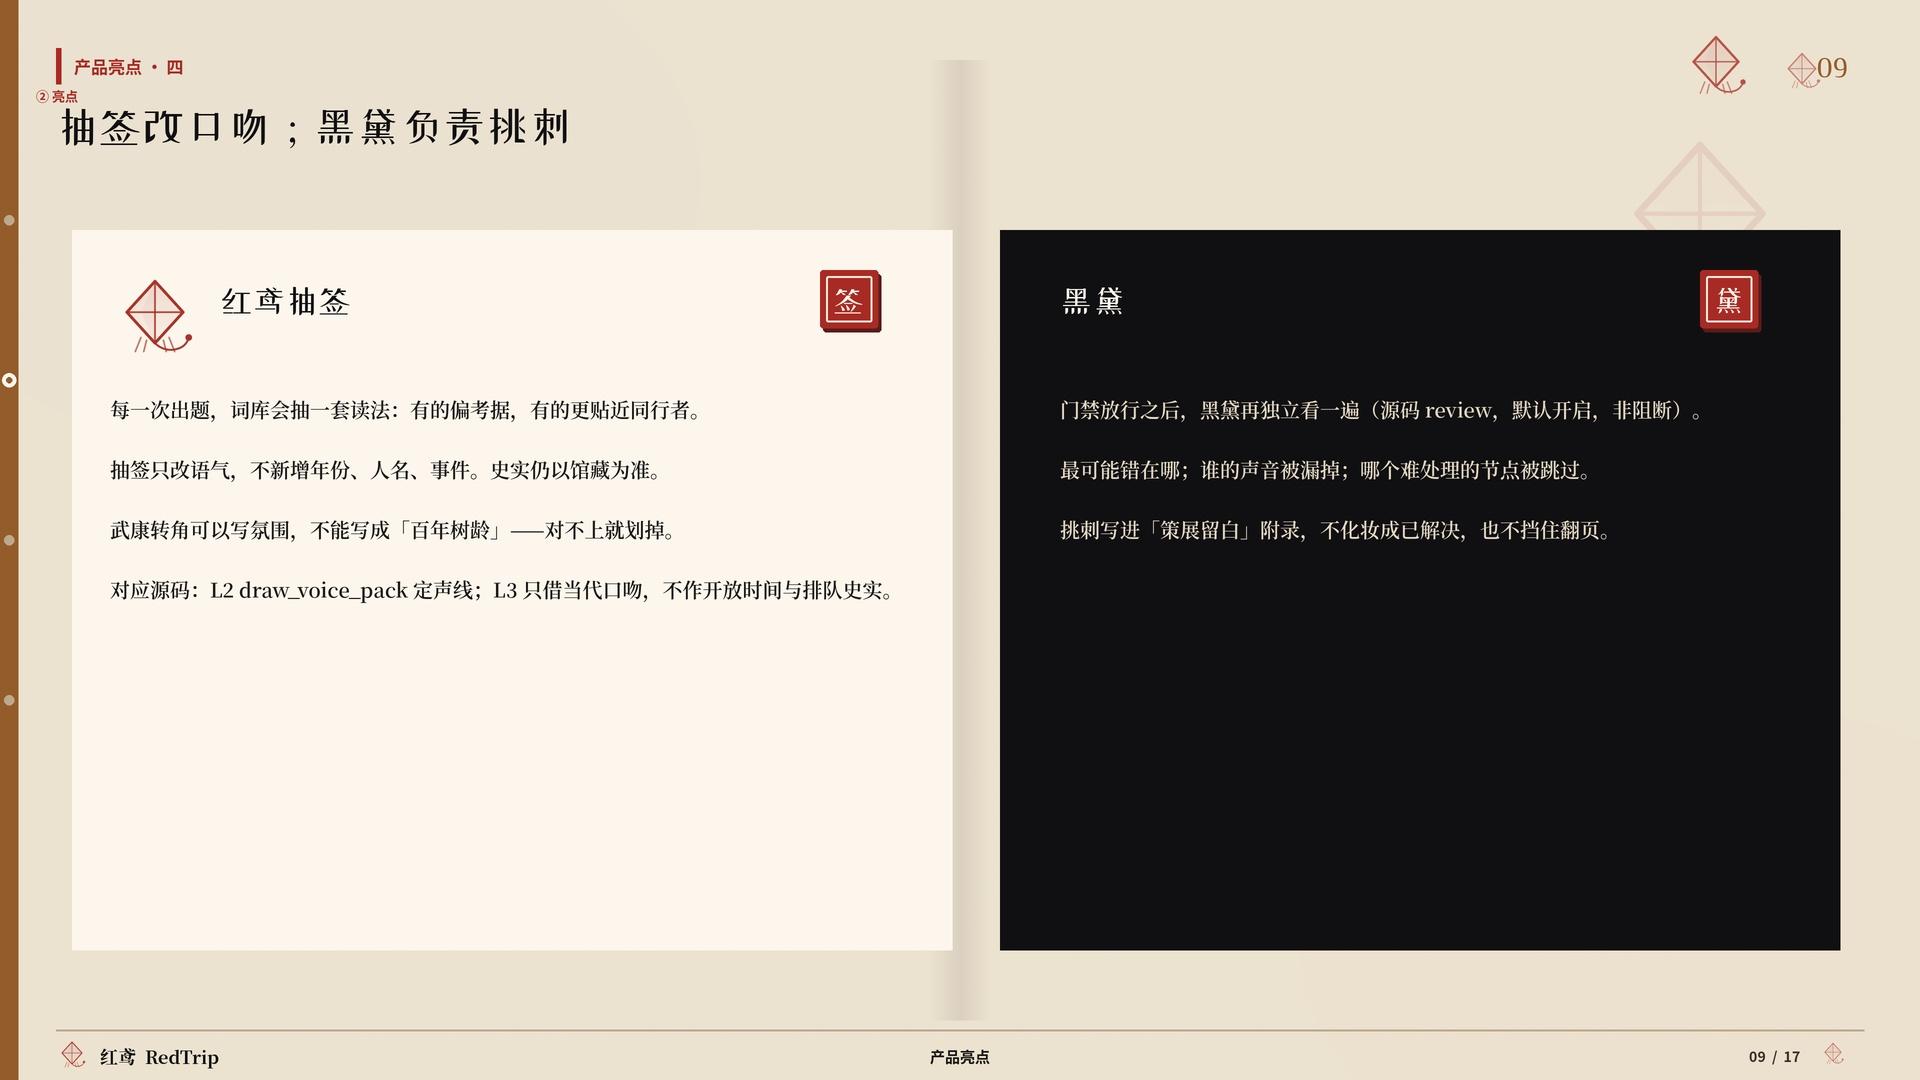 产品亮点 · 四
② 亮点
抽签改口吻；黑黛负责挑刺
09
红鸢抽签
签
每一次出题，词库会抽一套读法：有的偏考据，有的更贴近同行者。
抽签只改语气，不新增年份、人名、事件。史实仍以馆藏为准。
武康转角可以写氛围，不能写成「百年树龄」——对不上就划掉。
对应源码：L2 draw_voice_pack 定声线；L3 只借当代口吻，不作开放时间与排队史实。
黑黛
黛
门禁放行之后，黑黛再独立看一遍（源码 review，默认开启，非阻断）。
最可能错在哪；谁的声音被漏掉；哪个难处理的节点被跳过。
挑刺写进「策展留白」附录，不化妆成已解决，也不挡住翻页。
红鸢 RedTrip
产品亮点
09 / 17